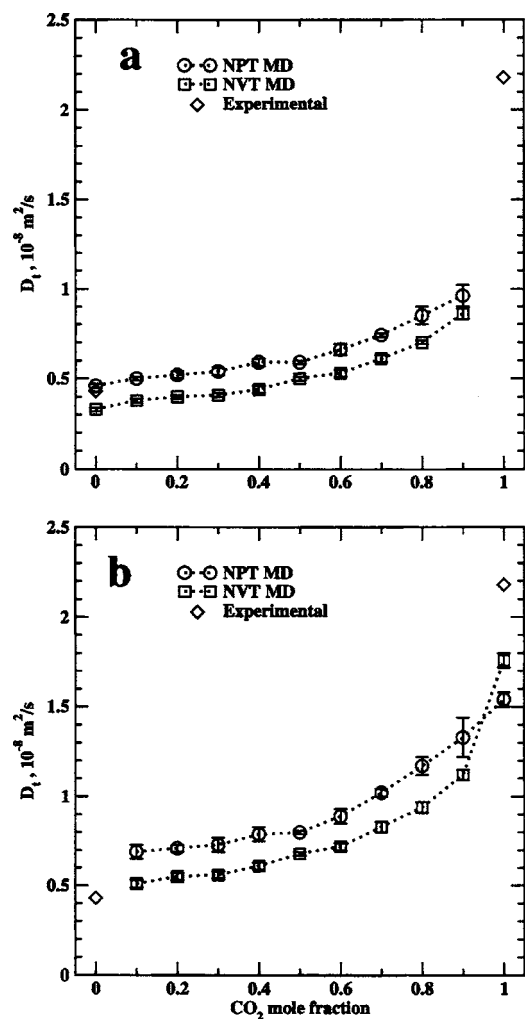 a
NPT MD
NVT MD
Experimental
2.5
2
1.5
1
0.5
0
D_t , 10^-8 m^2/s
0 0.2 0.4 0.6 0.8 1
b
NPT MD
NVT MD
Experimental
2.5
2
1.5
1
0.5
0
D_t , 10^-8 m^2/s
0 0.2 0.4 0.6 0.8 1
CO_2 mole fraction